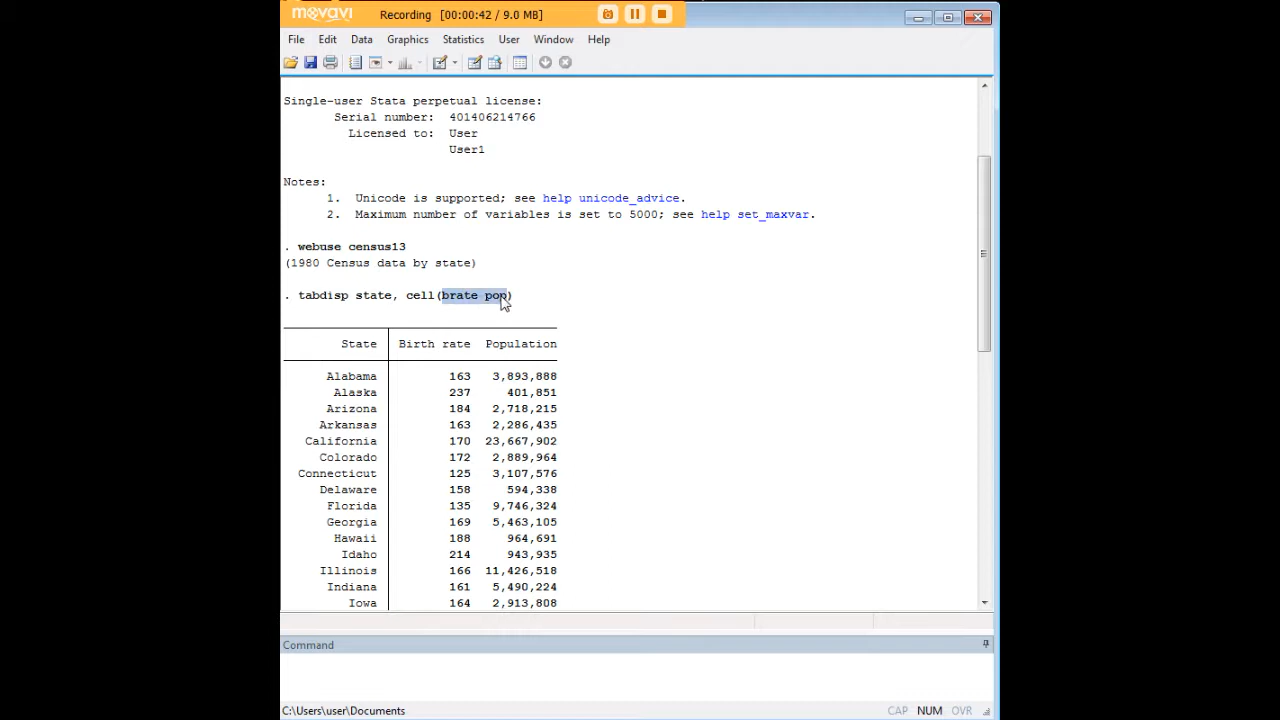 movavi Recording [00:00:42 / 9.0 MB]
File Edit Data Graphics Statistics User Window Help
Single-user Stata perpetual license:
Serial number: 401406214766
Licensed to: User
User1
Notes:
1. Unicode is supported; see help unicode_advice.
2. Maximum number of variables is set to 5000; see help set_maxvar.
. webuse census13
(1980 Census data by state)
. tabdisp state, cell(brate pop)
State Birth rate Population
Alabama 163 3,893,888
Alaska 237 401,851
Arizona 184 2,718,215
Arkansas 163 2,286,435
California 170 23,667,902
Colorado 172 2,889,964
Connecticut 125 3,107,576
Delaware 158 594,338
Florida 135 9,746,324
Georgia 169 5,463,105
Hawaii 188 964,691
Idaho 214 943,935
Illinois 166 11,426,518
Indiana 161 5,490,224
Iowa 164 2,913,808
Command
C:\Users\user\Documents CAP NUM OVR